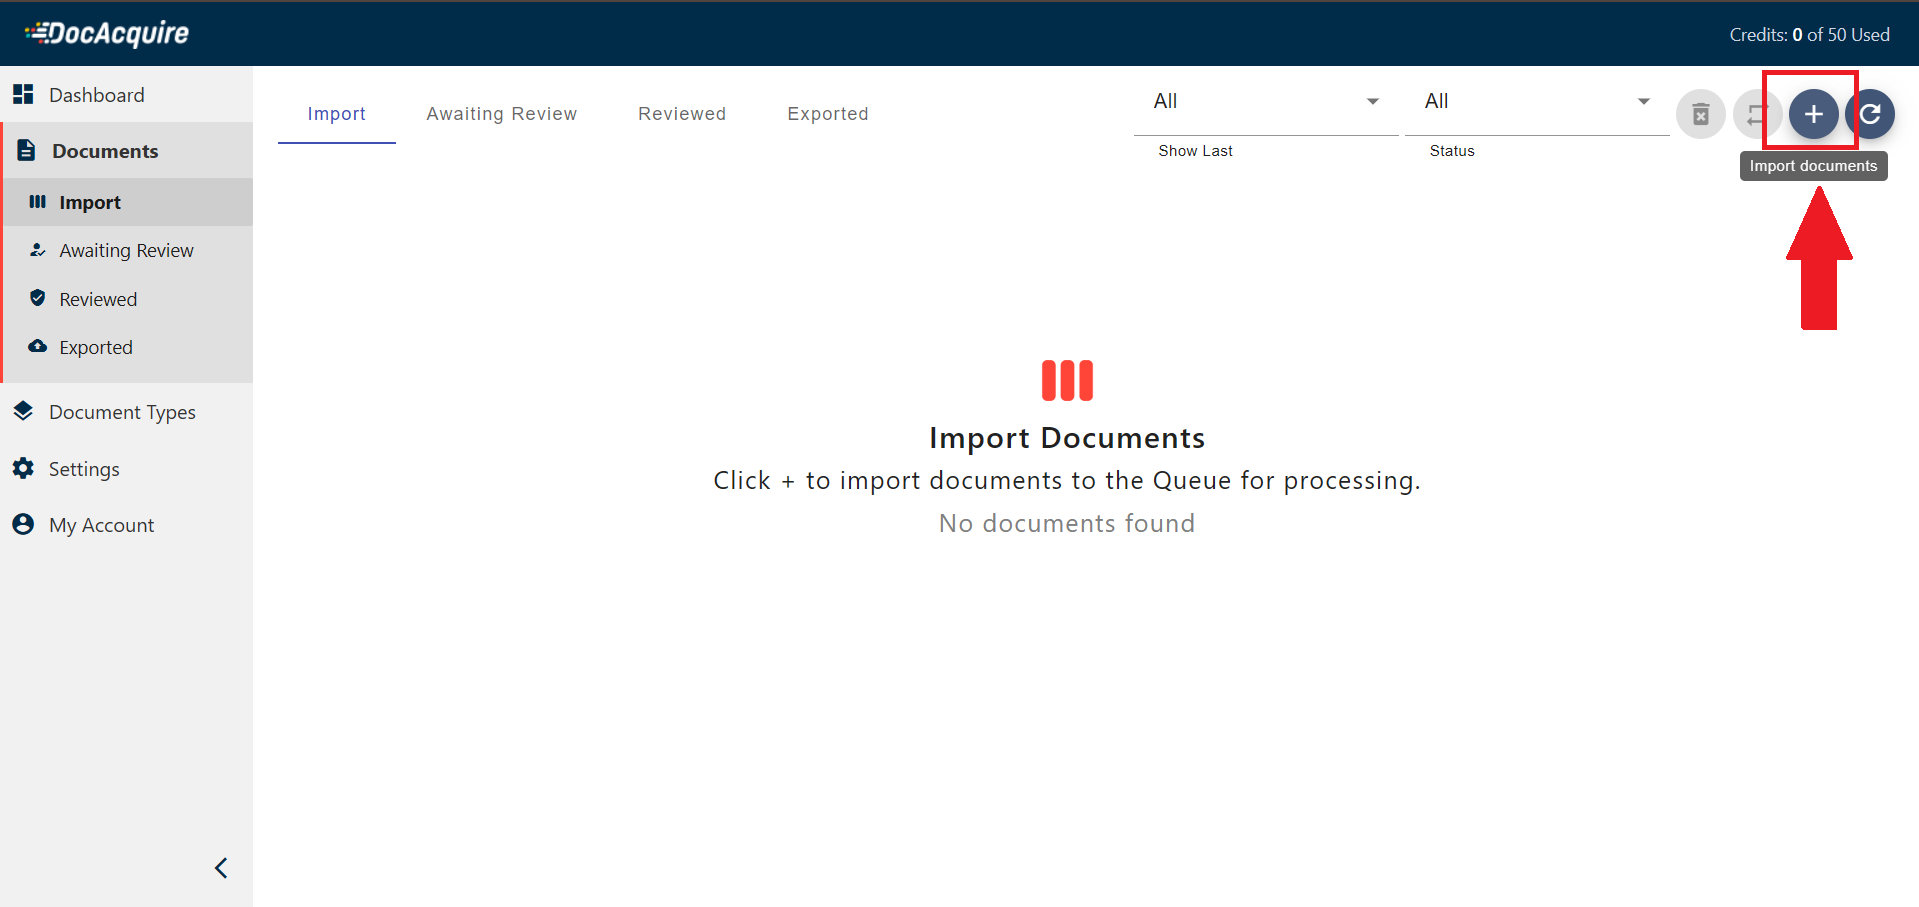 DocAcquire
Credits: 0 of 50 Used
Dashboard
Documents
Import
Awaiting Review
Reviewed
Exported
Document Types
Settings
My Account
Import Awaiting Review Reviewed Exported
All
Show Last
All
Status
+
Import documents
Import Documents
Click + to import documents to the Queue for processing.
No documents found